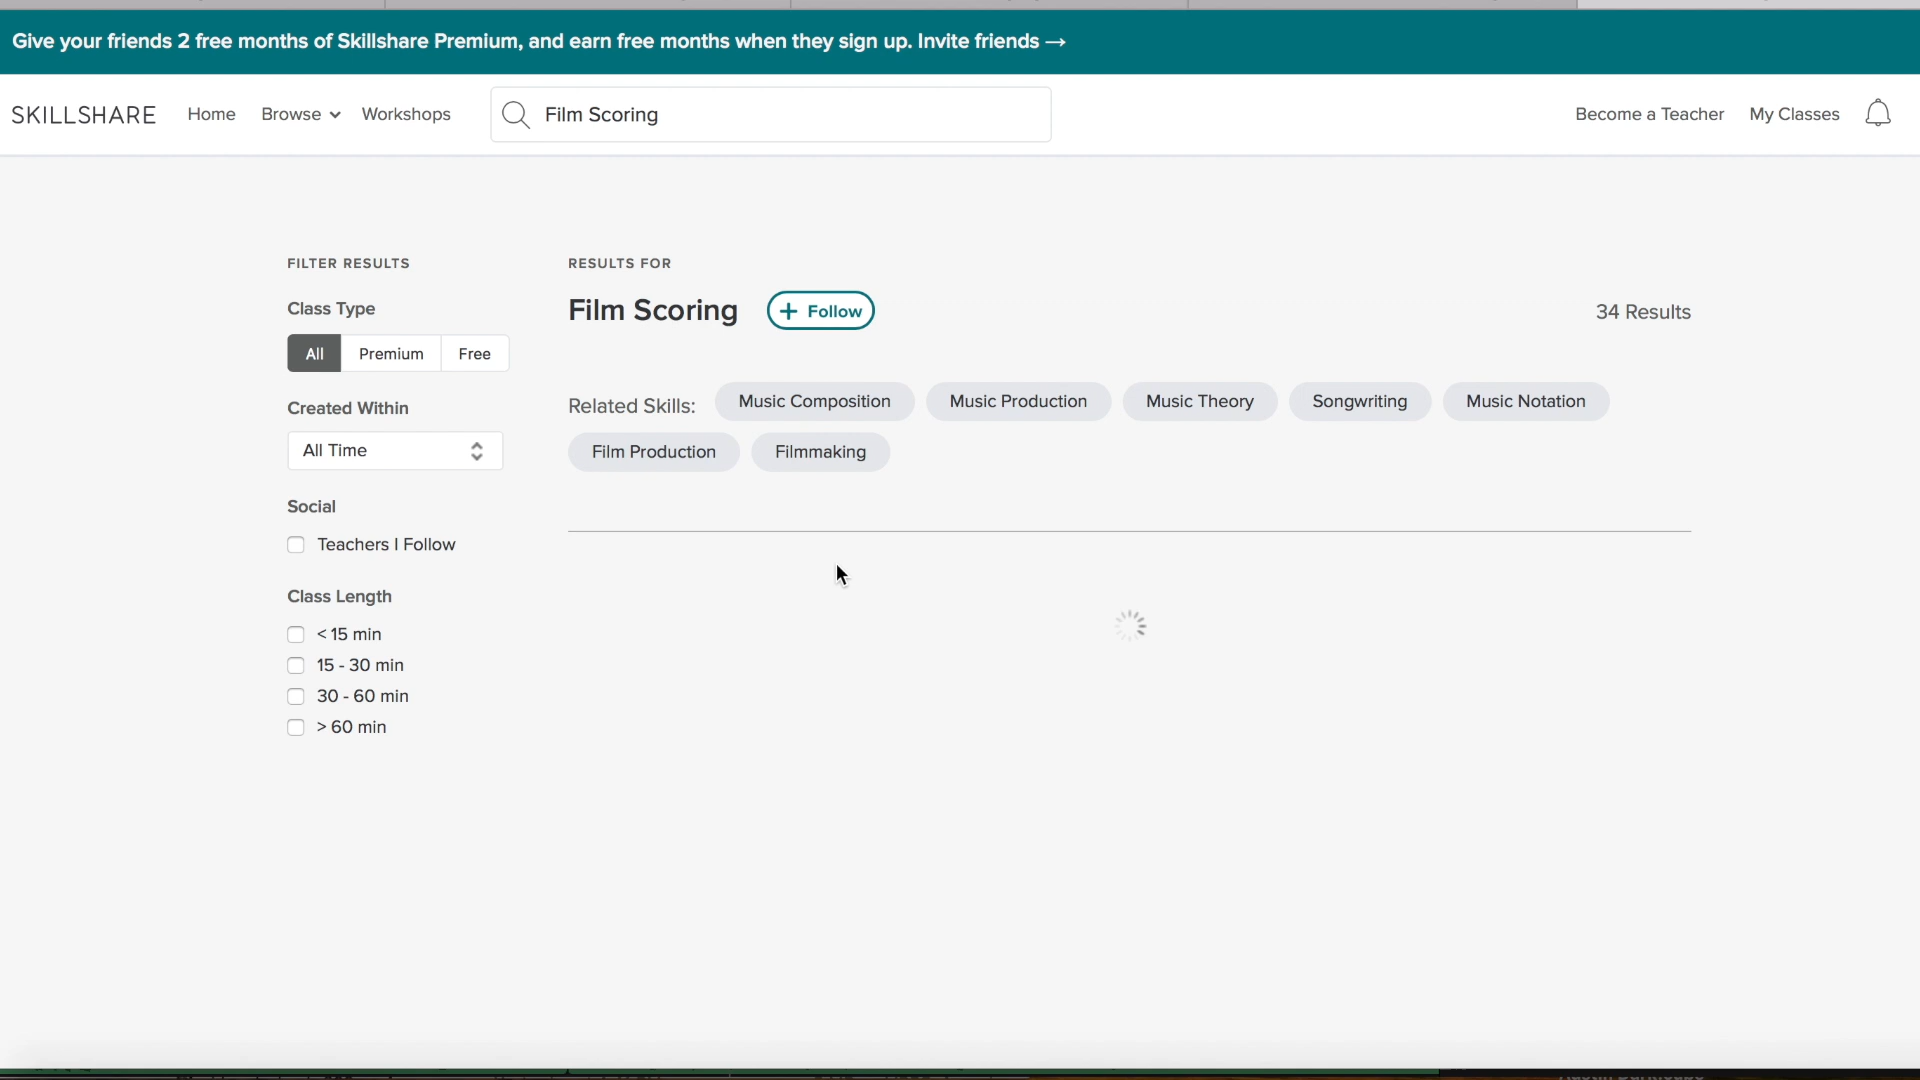 Give your friends 2 free months of Skillshare Premium, and earn free months when they sign up. Invite friends →
SKILLSHARE Home Browse Workshops Film Scoring Become a Teacher My Classes
FILTER RESULTS
Class Type
All Premium Free
Created Within
All Time
Social
Teachers I Follow
Class Length
< 15 min
15 - 30 min
30 - 60 min
> 60 min
RESULTS FOR
Film Scoring + Follow 34 Results
Related Skills: Music Composition Music Production Music Theory Songwriting Music Notation
Film Production Filmmaking